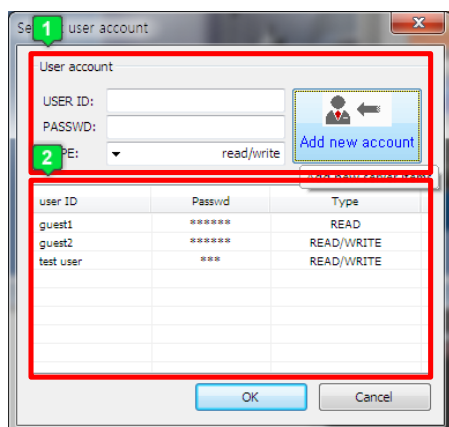 1
user account
User account
USER ID:
PASSWD:
2
PE:
read/write
Add new account
user ID Passwd Type
guest1 ****** READ
guest2 ****** READ/WRITE
test user *** READ/WRITE
OK Cancel